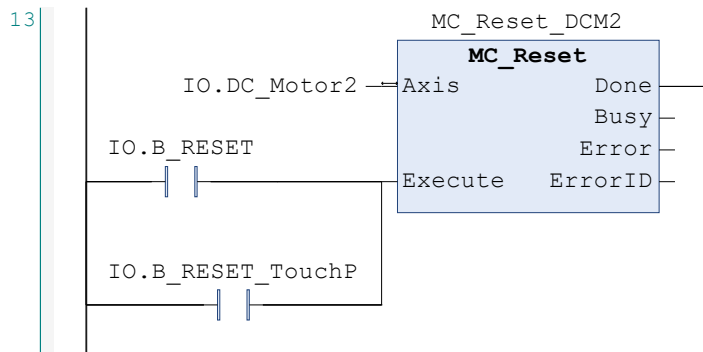 13
MC_Reset_DCM2
MC_Reset
IO.DC_Motor2
Axis
Done
Busy
IO.B_RESET
Error
Execute
ErrorID
IO.B_RESET_TouchP